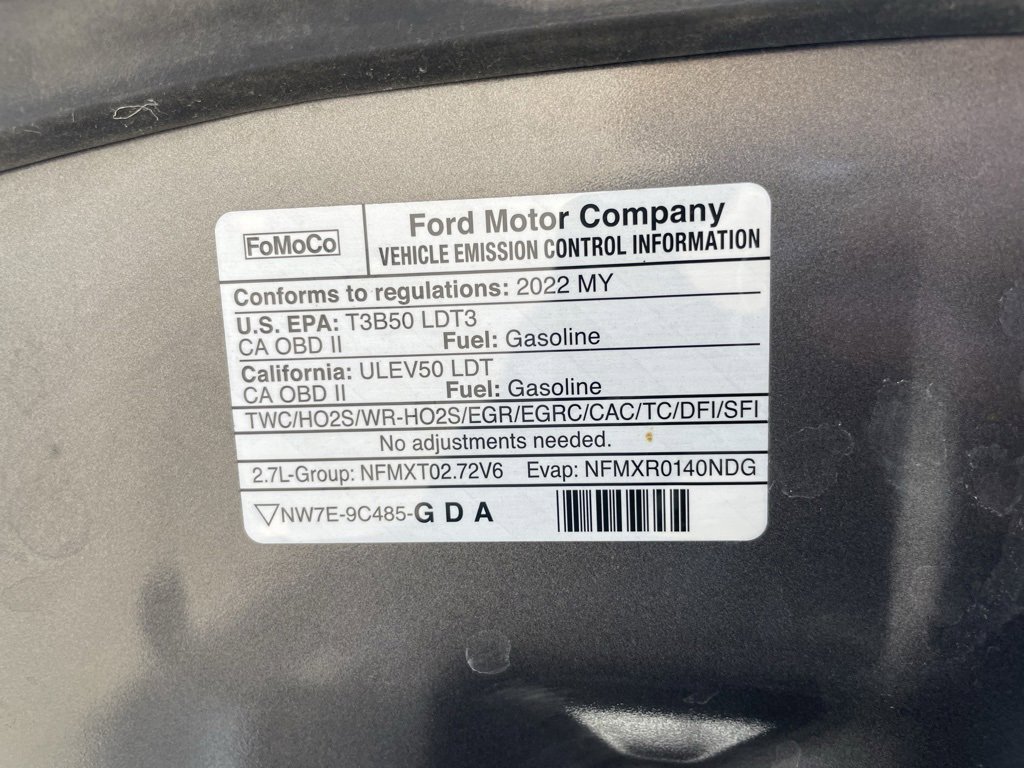 FoMoCo
Ford Motor Company
VEHICLE EMISSION CONTROL INFORMATION
Conforms to regulations: 2022 MY
U.S. EPA: T3B50 LDT3
CA OBD II Fuel: Gasoline
California: ULEV50 LDT
CA OBD II Fuel: Gasoline
TWC/HO2S/WR-HO2S/EGR/EGRC/CAC/TC/DFI/SFI
No adjustments needed.
2.7L-Group: NFMXT02.72V6 Evap: NFMXR0140NDG
▽NW7E-9C485-G D A